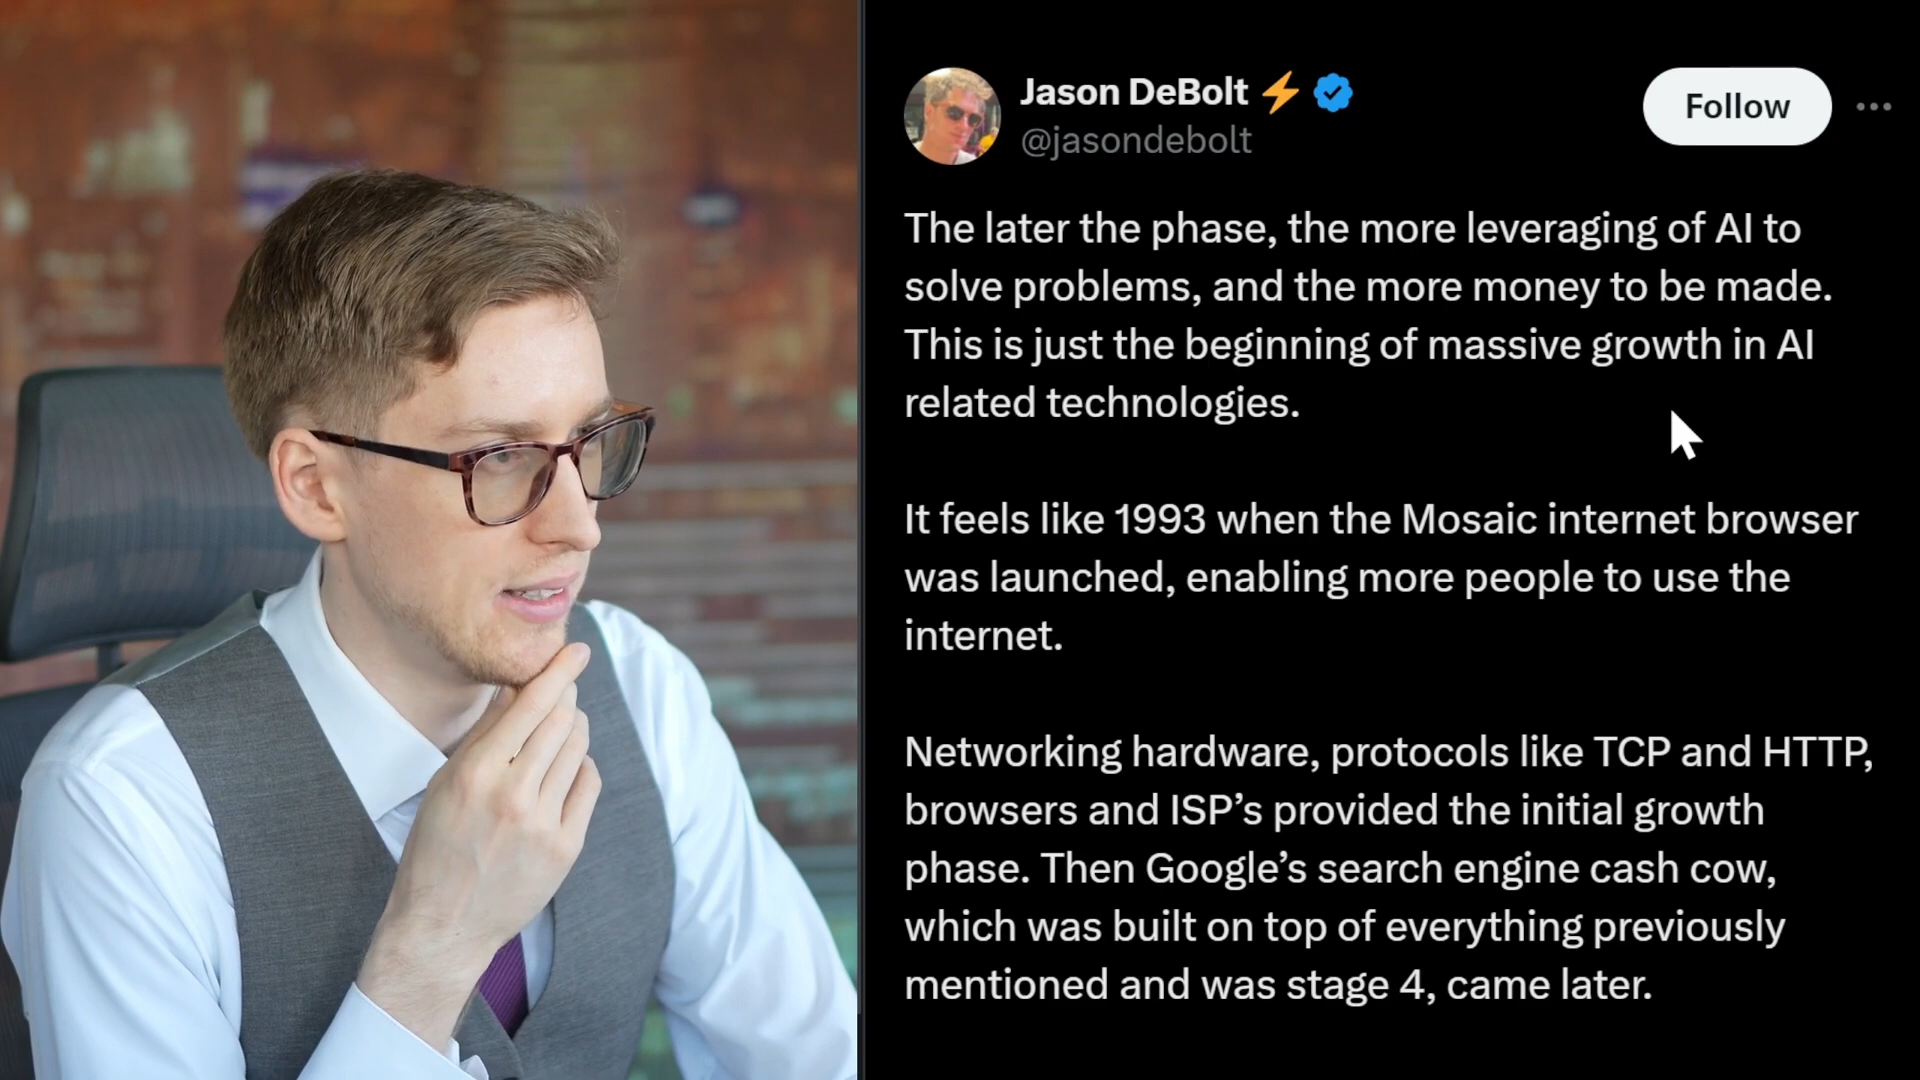 Jason DeBolt ⚡
@jasondebolt
Follow
The later the phase, the more leveraging of AI to
solve problems, and the more money to be made.
This is just the beginning of massive growth in AI
related technologies.
It feels like 1993 when the Mosaic internet browser
was launched, enabling more people to use the
internet.
Networking hardware, protocols like TCP and HTTP,
browsers and ISP’s provided the initial growth
phase. Then Google’s search engine cash cow,
which was built on top of everything previously
mentioned and was stage 4, came later.